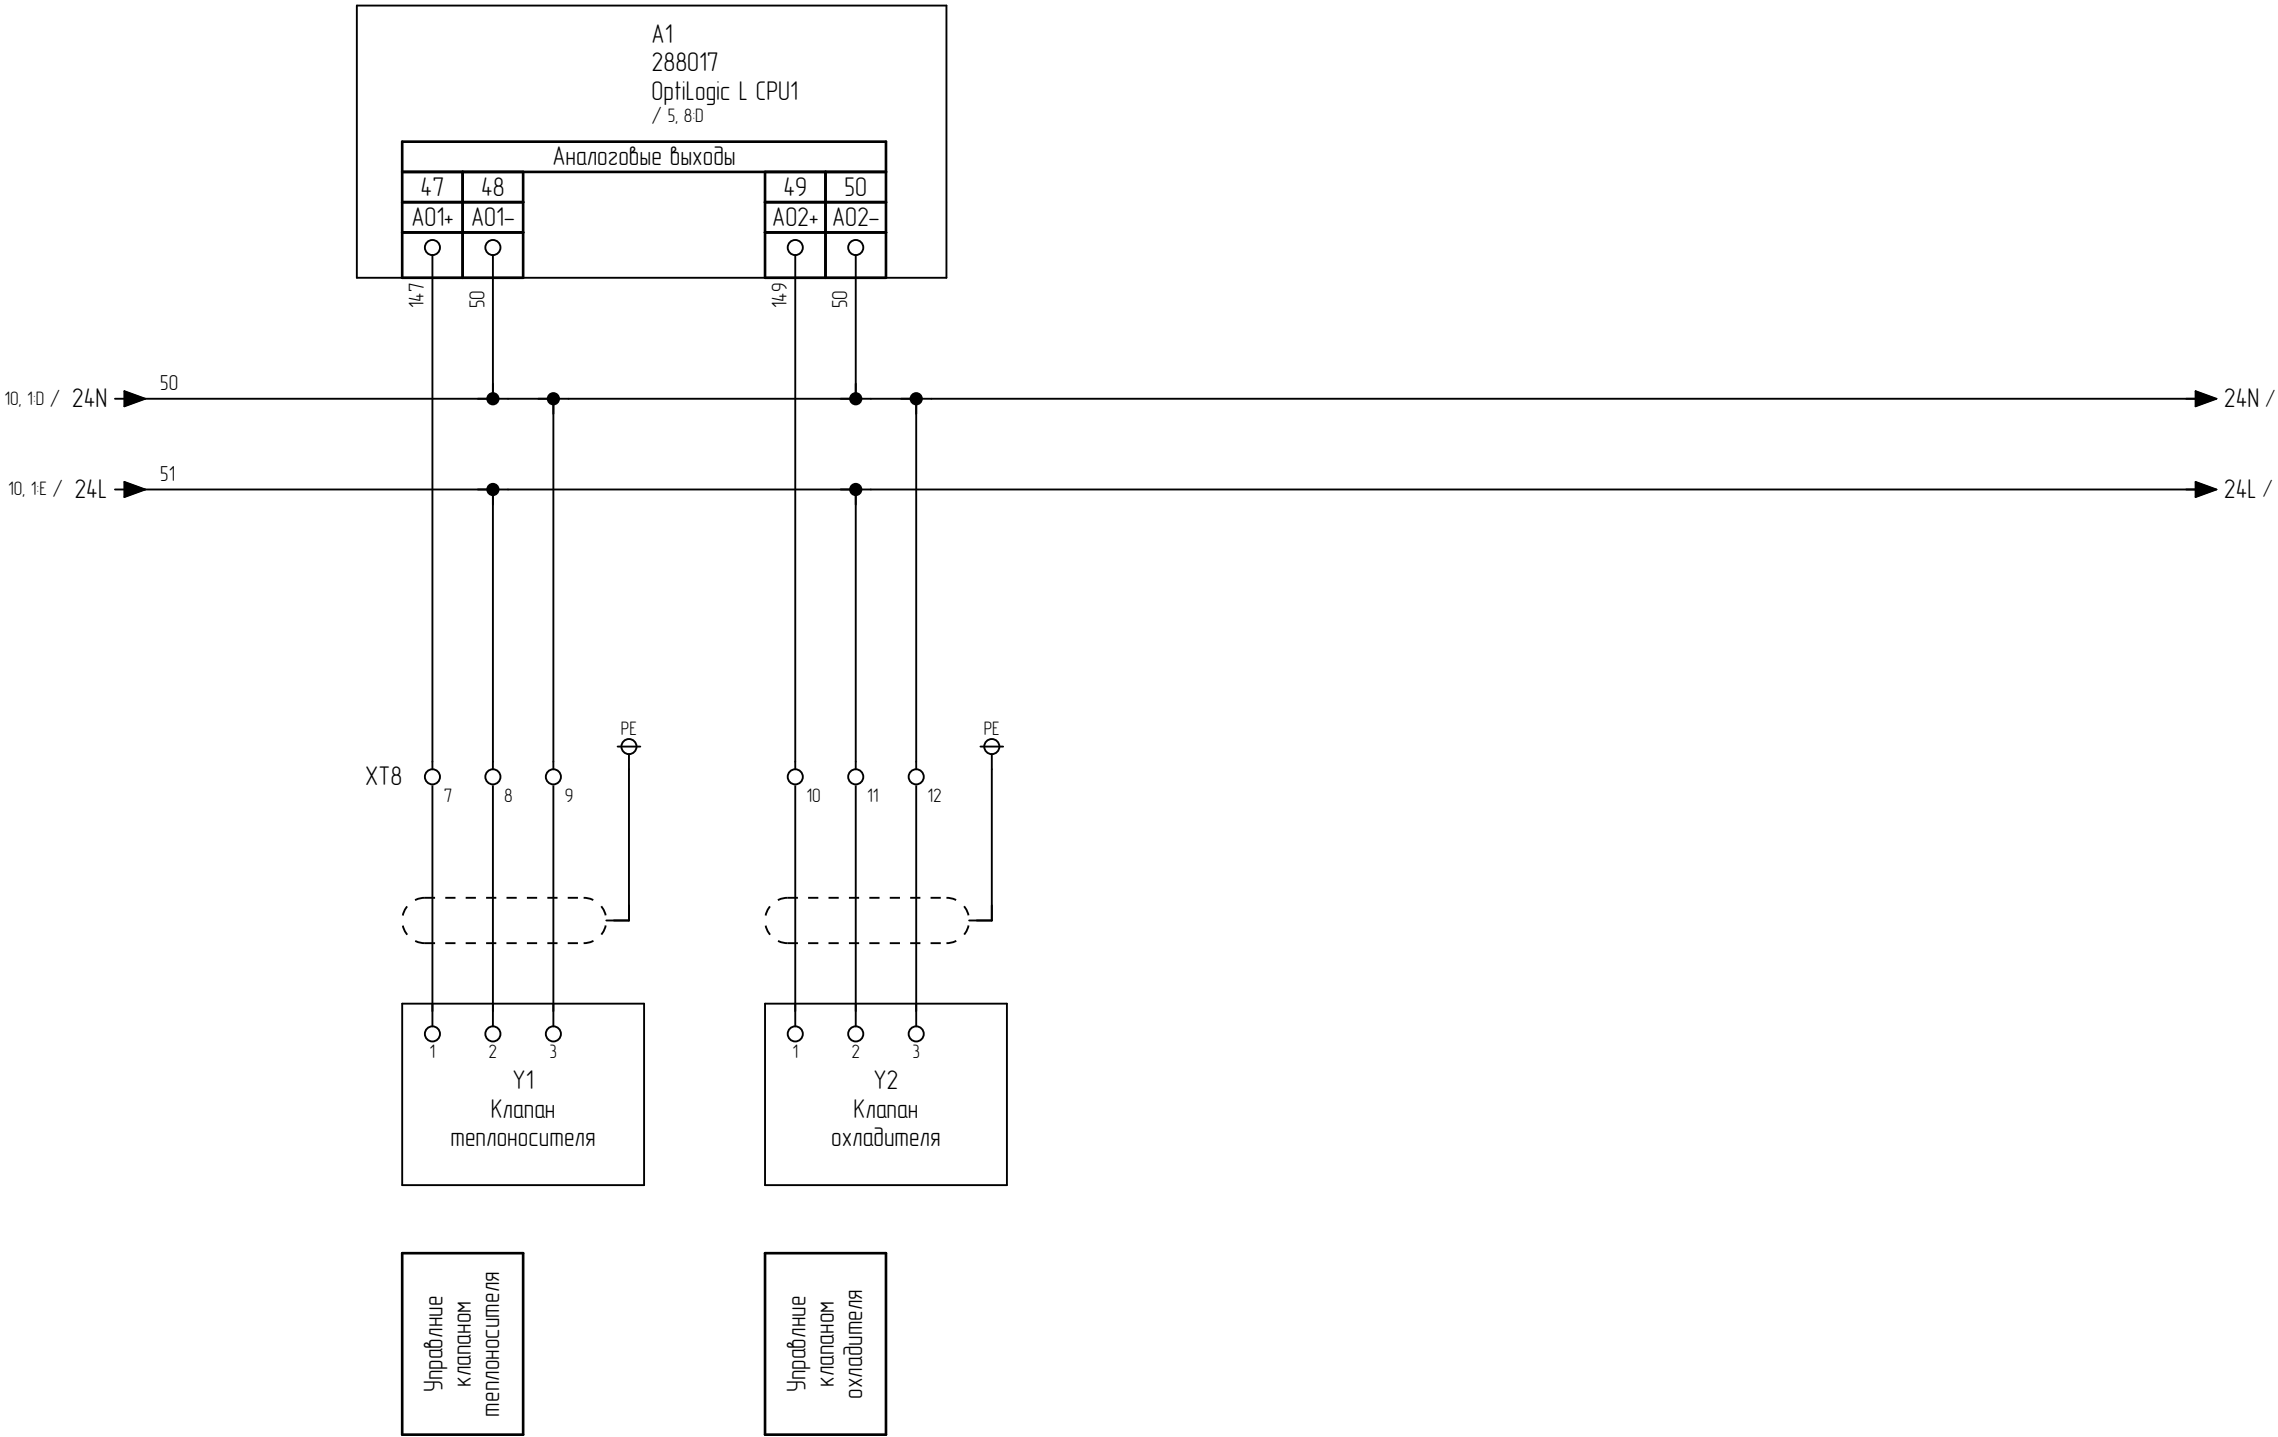 A1
288017
OptiLogic L CPU1
/ 5, 8:D
Аналоговые выходы
47 48 49 50
AO1+ AO1- AO2+ AO2-
147 50 149 50
10, 1:D / 24N 50 24N /
10, 1:E / 24L 51 24L /
PE PE
XT8 7 8 9 10 11 12
1 2 3 1 2 3
Y1
Клапан
теплоносителя
Y2
Клапан
охладителя
Управлние
клапаном
теплоносителя
Управлние
клапаном
охладителя